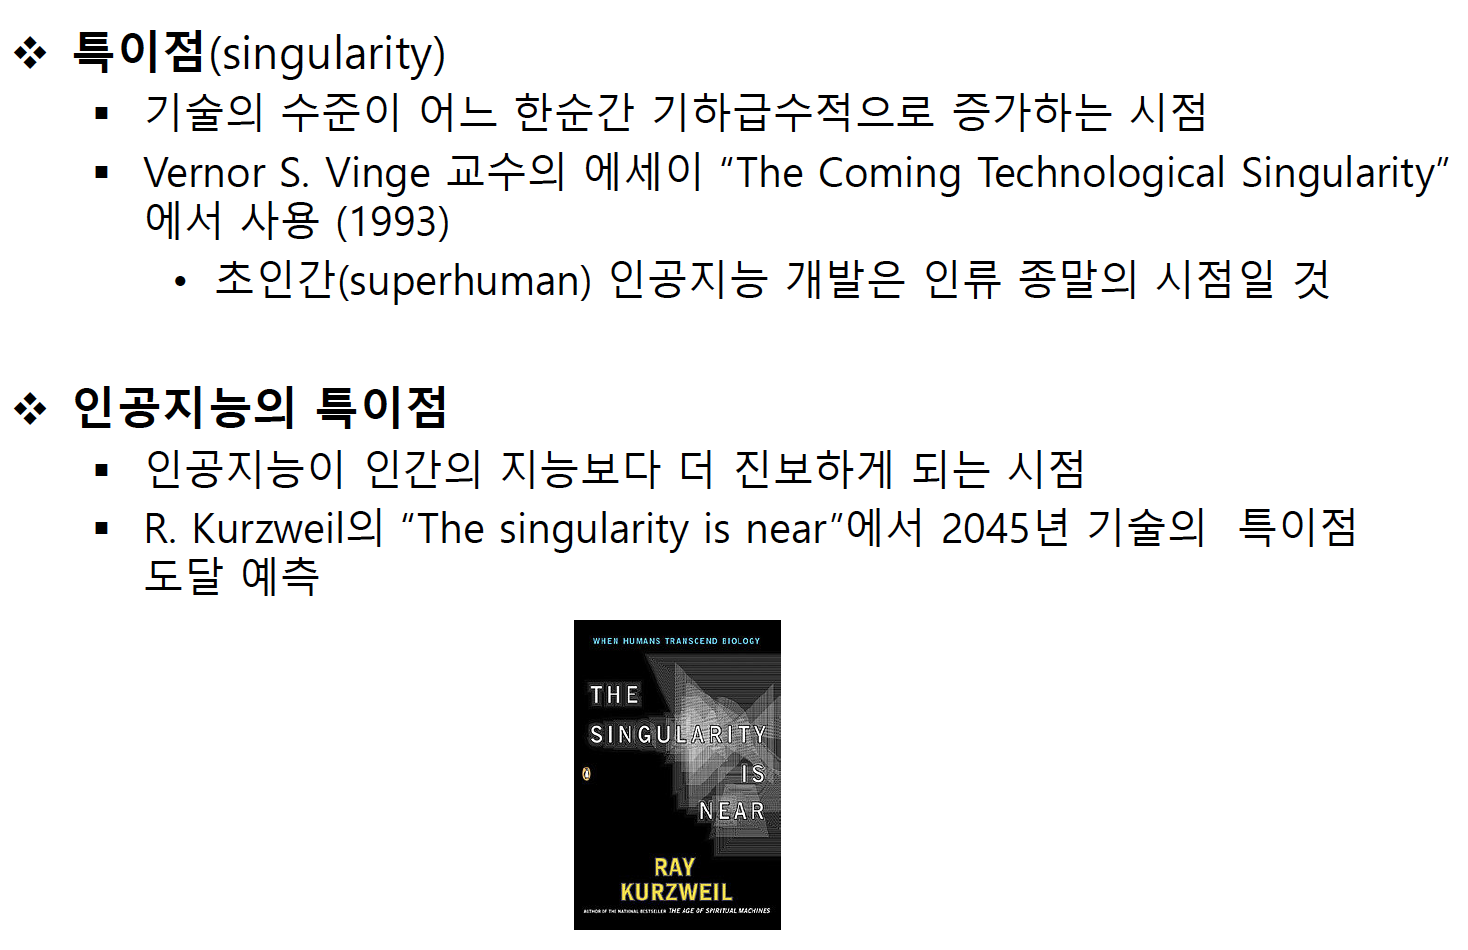 ❖ 특이점(singularity)
▪ 기술의 수준이 어느 한순간 기하급수적으로 증가하는 시점
▪ Vernor S. Vinge 교수의 에세이 “The Coming Technological Singularity”
에서 사용 (1993)
• 초인간(superhuman) 인공지능 개발은 인류 종말의 시점일 것
❖ 인공지능의 특이점
▪ 인공지능이 인간의 지능보다 더 진보하게 되는 시점
▪ R. Kurzweil의 “The singularity is near”에서 2045년 기술의 특이점
도달 예측
WHEN HUMANS TRANSCEND BIOLOGY
THE
SINGULARITY
IS
NEAR
RAY
KURZWEIL
AUTHOR OF THE NATIONAL BESTSELLER THE AGE OF SPIRITUAL MACHINES